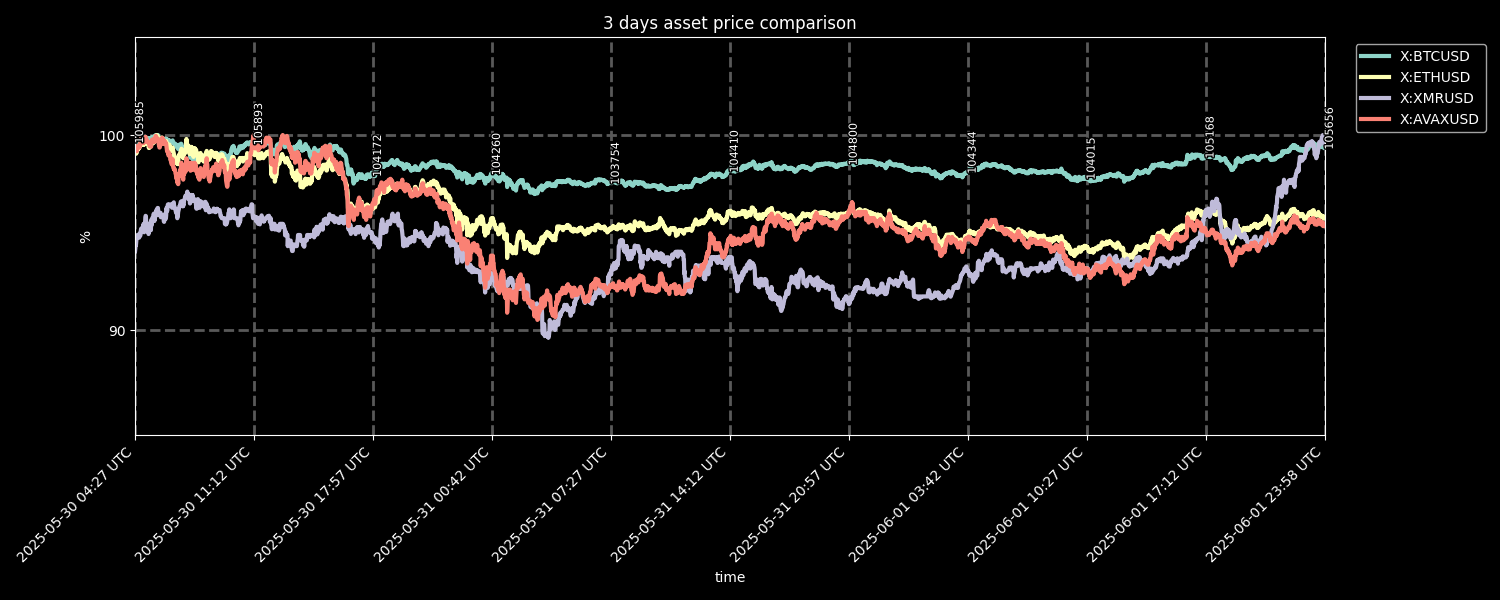 3 days asset price comparison
X:BTCUSD
X:ETHUSD
X:XMRUSD
X:AVAXUSD
100
90
%
105985
105893
104172
104260
103754
104410
104800
104344
104015
105168
105656
2025-05-30 04:27 UTC
2025-05-30 11:12 UTC
2025-05-30 17:57 UTC
2025-05-31 00:42 UTC
2025-05-31 07:27 UTC
2025-05-31 14:12 UTC
2025-05-31 20:57 UTC
2025-06-01 03:42 UTC
2025-06-01 10:27 UTC
2025-06-01 17:12 UTC
2025-06-01 23:58 UTC
time